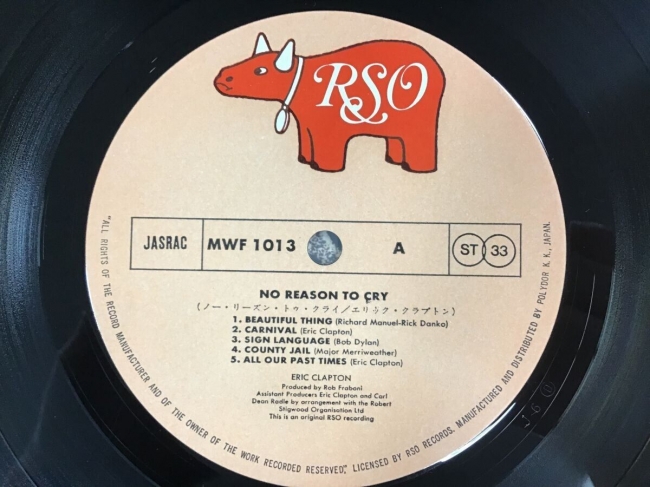 RSO
JASRAC
MWF 1013
A
ST 33
NO REASON TO CRY
(ノー・リーズン・トゥ・クライ/エリック・クラプトン)
1. BEAUTIFUL THING (Richard Manuel-Rick Danko)
2. CARNIVAL (Eric Clapton)
3. SIGN LANGUAGE (Bob Dylan)
4. COUNTY JAIL (Major Merriweather)
5. ALL OUR PAST TIMES (Eric Clapton)
ERIC CLAPTON
Produced by Rob Fraboni
Assistant Producers Eric Clapton and Carl
Dean Radle by arrangement with the Robert
Stigwood Organisation Ltd
This is an original RSO recording
"ALL RIGHTS OF THE RECORD MANUFACTURER AND OF THE OWNER OF THE WORK RECORDED RESERVED." LICENSED BY RSO RECORDS. MANUFACTURED AND DISTRIBUTED BY POLYDOR K. K., JAPAN.